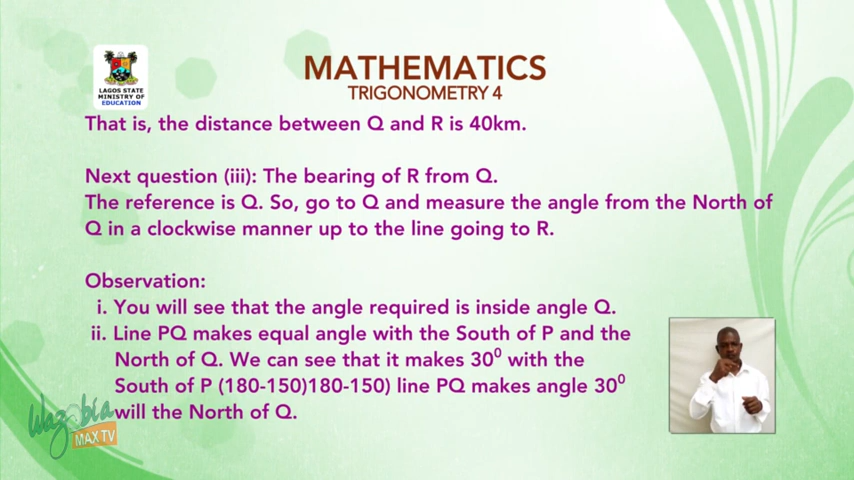 LAGOS STATE
MINISTRY OF
EDUCATION
MATHEMATICS
TRIGONOMETRY 4
That is, the distance between Q and R is 40km.
Next question (iii): The bearing of R from Q.
The reference is Q. So, go to Q and measure the angle from the North of
Q in a clockwise manner up to the line going to R.
Observation:
i. You will see that the angle required is inside angle Q.
ii. Line PQ makes equal angle with the South of P and the
North of Q. We can see that it makes 30⁰ with the
South of P (180-150)180-150) line PQ makes angle 30⁰
will the North of Q.
Wazobia
MAX TV